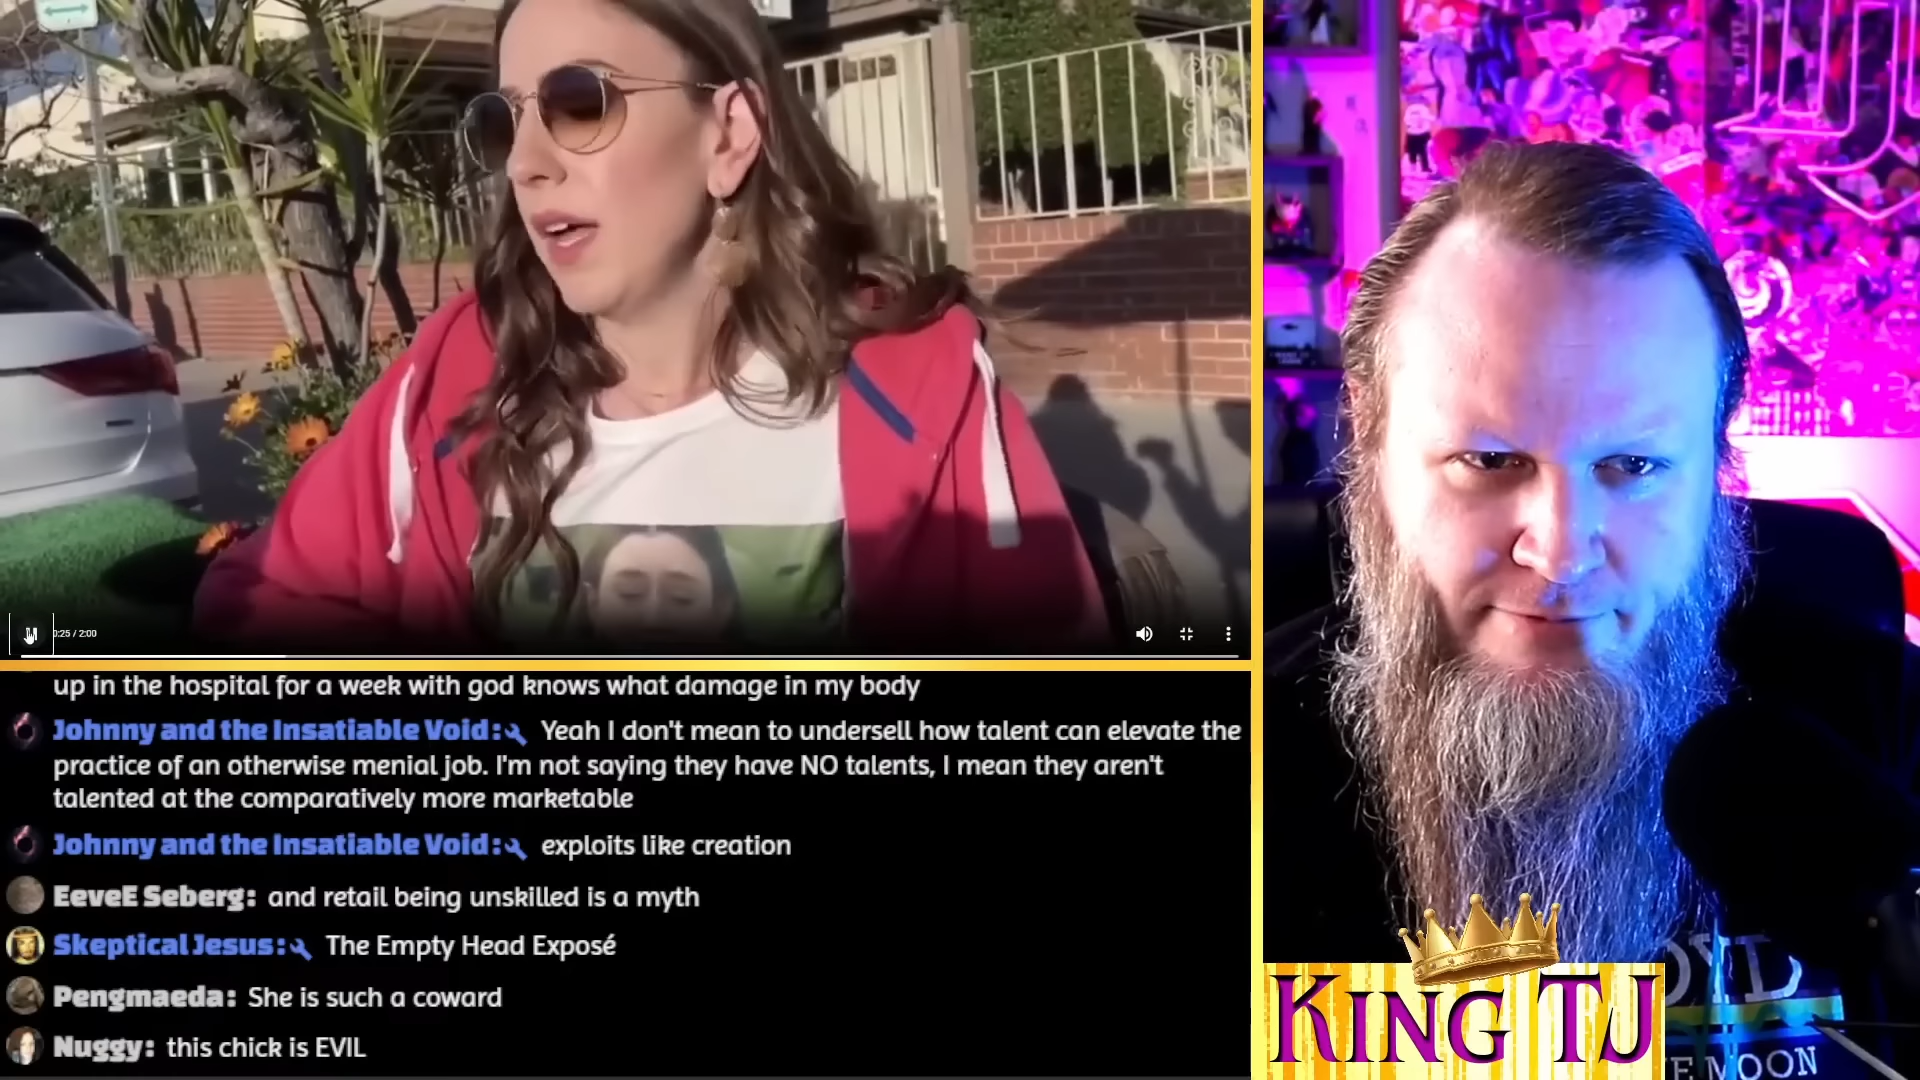 0:25 / 2:00
up in the hospital for a week with god knows what damage in my body
Johnny and the Insatiable Void: Yeah I don't mean to undersell how talent can elevate the
practice of an otherwise menial job. I'm not saying they have NO talents, I mean they aren't
talented at the comparatively more marketable
Johnny and the Insatiable Void: exploits like creation
EeveE Seberg: and retail being unskilled is a myth
Skeptical Jesus: The Empty Head Exposé
Pengmaeda: She is such a coward
Nuggy: this chick is EVIL
KING TJ
MOON